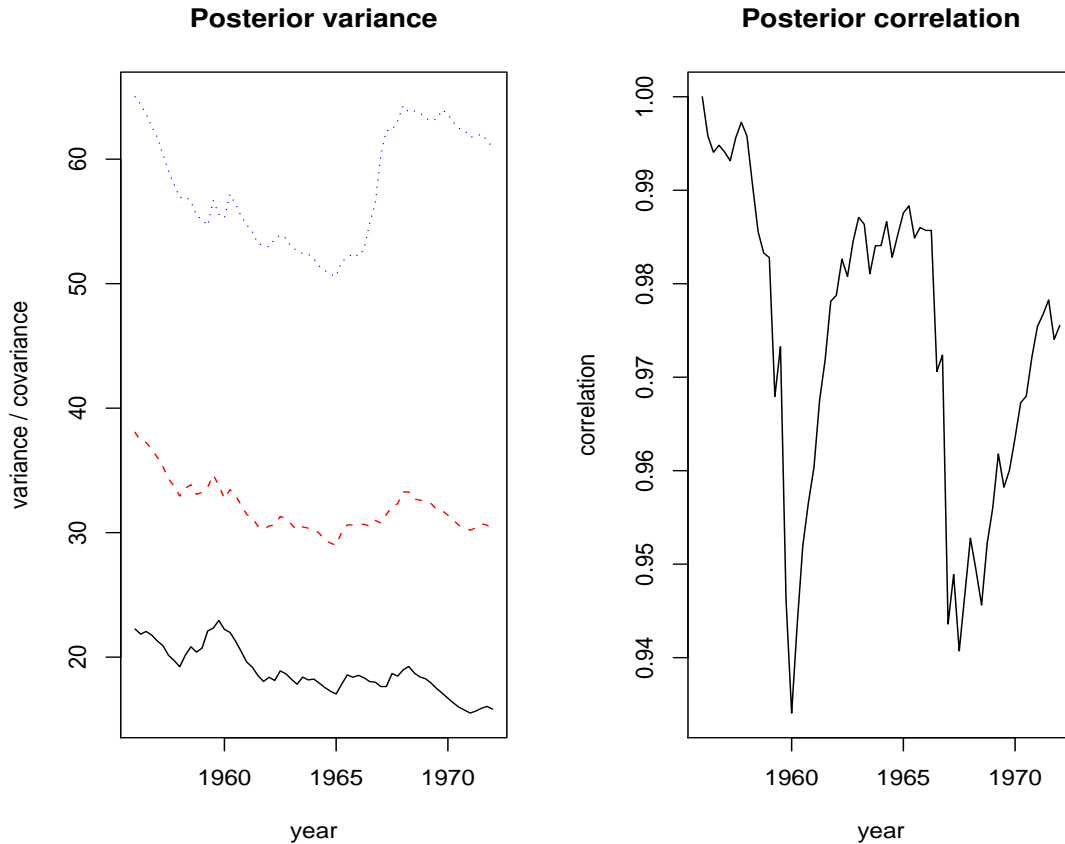 Posterior variance
variance / covariance
60
50
40
30
20
1960 1965 1970
year
Posterior correlation
correlation
1.00
0.99
0.98
0.97
0.96
0.95
0.94
1960 1965 1970
year